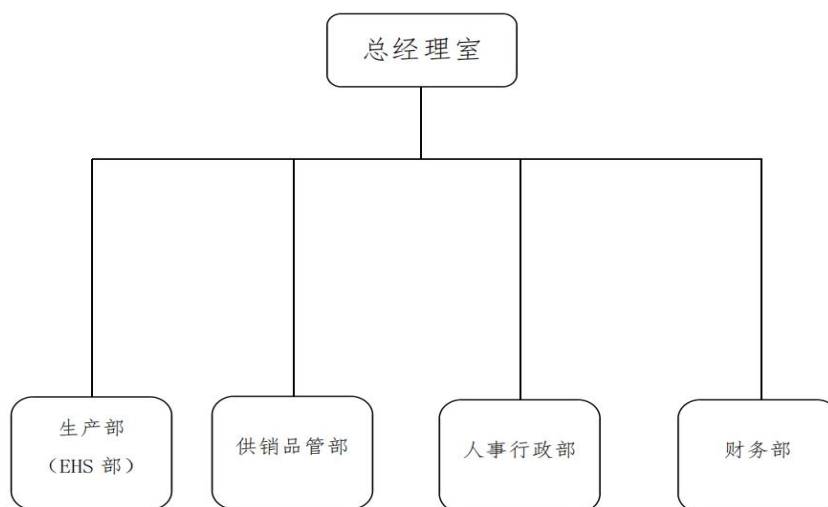 总经理室
生产部
（EHS 部）
供销品管部
人事行政部
财务部